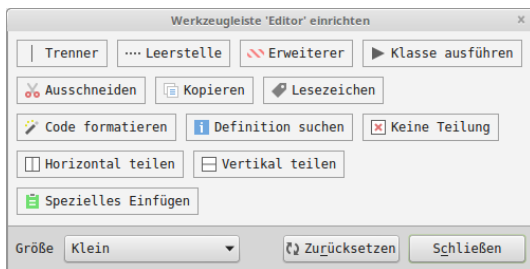 Werkzeugleiste 'Editor' einrichten x
Trenner Leerstelle Erweiterer Klasse ausführen
Ausschneiden Kopieren Lesezeichen
Code formatieren Definition suchen Keine Teilung
Horizontal teilen Vertikal teilen
Spezielles Einfügen
Größe Klein Zurücksetzen Schließen